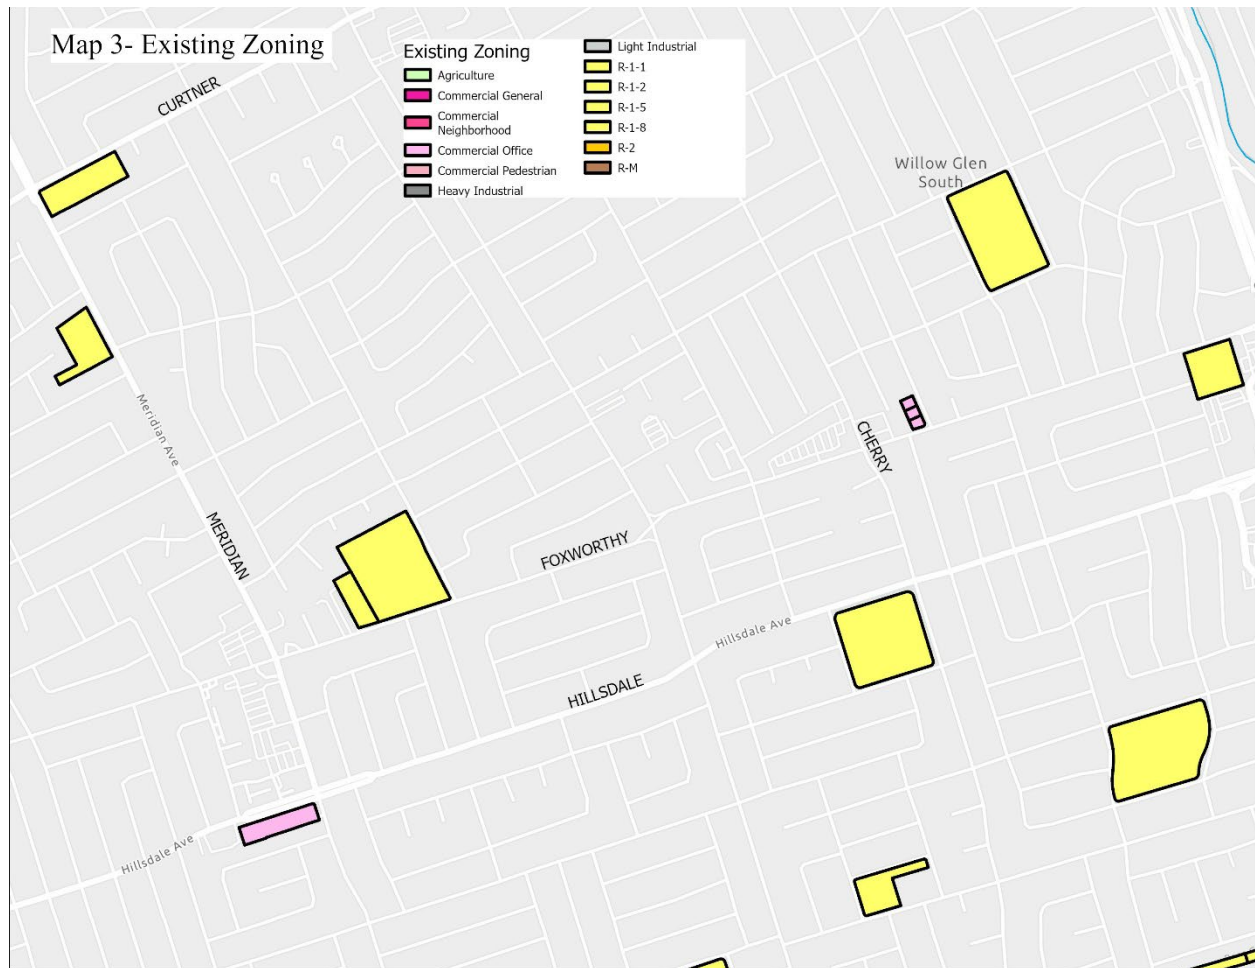 Map 3- Existing Zoning
Existing Zoning
Agriculture
Commercial General
Commercial
Neighborhood
Commercial Office
Commercial Pedestrian
Heavy Industrial
Light Industrial
R-1-1
R-1-2
R-1-5
R-1-8
R-2
R-M
CURTNER
Willow Glen
South
Meridian Ave
CHERRY
MERIDIAN
FOXWORTHY
Hillsdale Ave
HILLSDALE
Hillsdale Ave